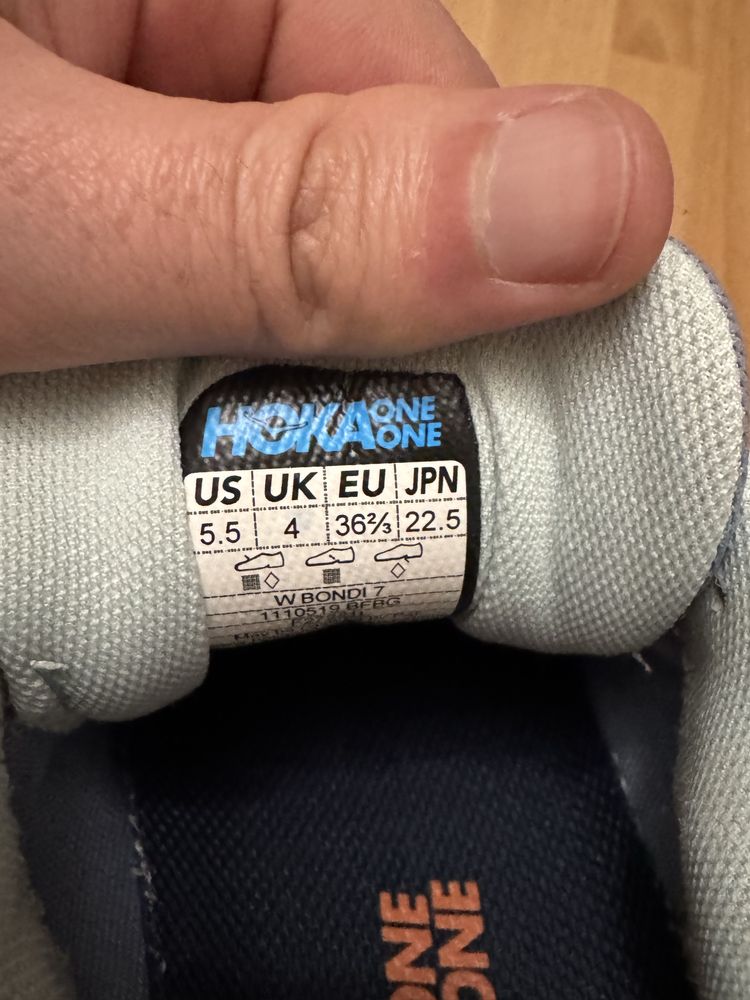 HOKA ONE ONE
US UK EU JPN
5.5 4 36⅔ 22.5
W BONDI 7
1110519 BFBG
ONE
ONE